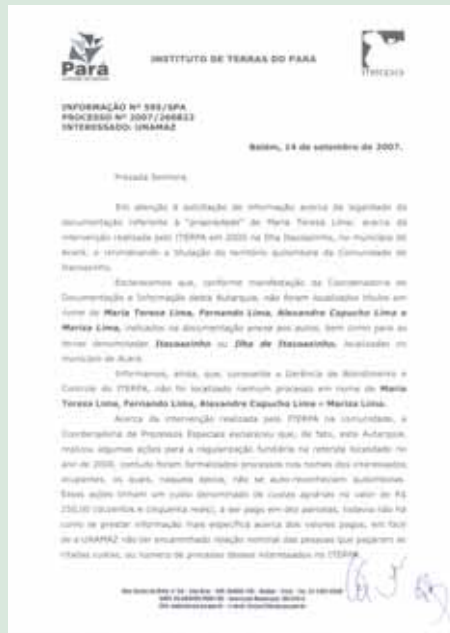 Pará
INSTITUTO DE TERRAS DO PARÁ
iterpa
INFORMAÇÃO Nº 595/SPA
PROCESSO Nº 2007/266822
INTERESSADO: UNAMAZ
Belém, 14 de setembro de 2007.
Prezada Senhora,
Em atenção à solicitação de informação acerca da legalidade da
documentação referente à "propriedade" de Maria Tereza Lima; acerca da
intervenção realizada pelo ITERPA em 2000 na Ilha Itacoazinho, no município de
Acará, e reivindicando a titulação do território quilombola da Comunidade de
Itacoazinho.
Esclarecemos que, conforme manifestação da Coordenadoria de
Documentação e Informação desta Autarquia, não foram localizados títulos em
nome de Maria Tereza Lima, Fernando Lima, Alexandre Capucho Lima e
Mariza Lima, indicados na documentação anexa aos autos, bem como para as
terras denominadas Itacoazinho ou Ilha de Itacoazinho, localizadas no
município de Acará.
Informamos, ainda, que, consoante a Gerência de Atendimento e
Controle do ITERPA, não foi localizado nenhum processo em nome de Maria
Tereza Lima, Fernando Lima, Alexandre Capucho Lima – Mariza Lima.
Acerca da intervenção realizada pelo ITERPA na comunidade, a
Coordenadoria de Processos Especiais esclareceu que, de fato, esta Autarquia,
realizou algumas ações para a regularização fundiária na referida localidade no
ano de 2000, contudo foram formalizados processos nos nomes dos interessados
ocupantes, os quais, naquela época, não se auto-reconheciam quilombolas.
Essas ações tinham um custo denominado de custas agrárias no valor de R$
250,00 (duzentos e cinquenta reais), a ser pago em dez parcelas, todavia não há
como se prestar informação mais específica acerca dos valores pagos, em face
de a UNAMAZ não ter encaminhado relação nominal das pessoas que pagaram as
citadas custas, ou número de processo desses interessados no ITERPA.